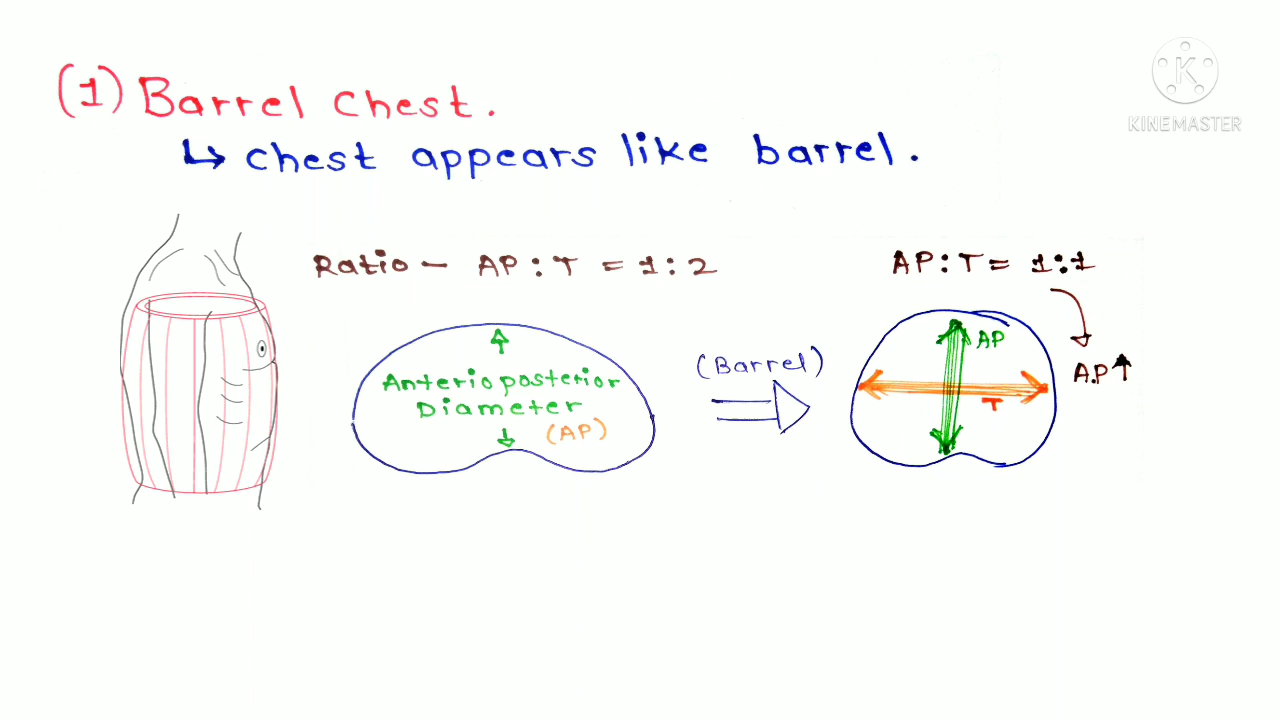 (1) Barrel chest.
↳ chest appears like barrel.
Ratio - AP:T = 1:2
AP:T = 1:1
Anterioposterior
Diameter
(AP)
(Barrel)
AP
T
A.P↑
K
KINEMASTER